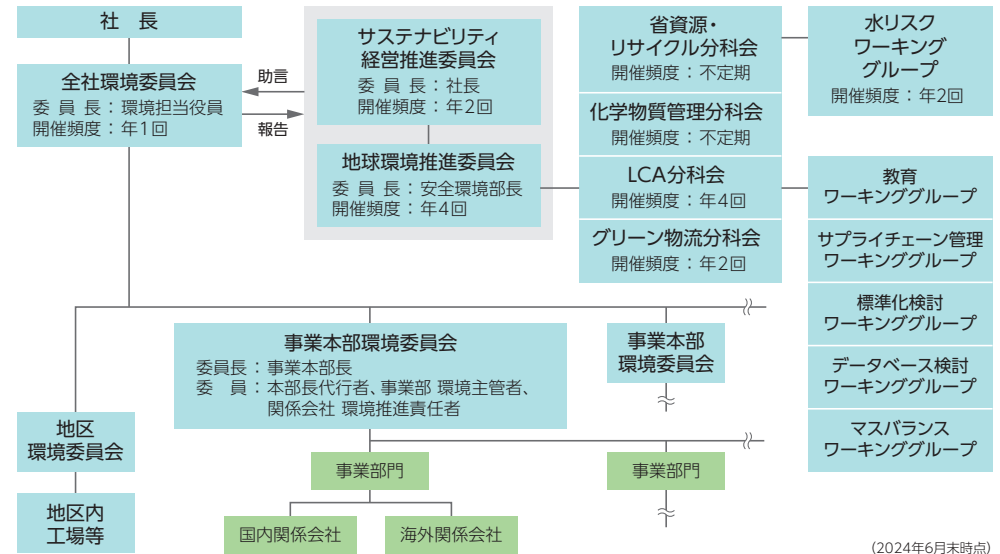 社　長
全社環境委員会
委 員 長：環境担当役員
開催頻度：年1回
助言
報告
サステナビリティ
経営推進委員会
委 員 長：社長
開催頻度：年2回
地球環境推進委員会
委 員 長：安全環境部長
開催頻度：年4回
省資源・
リサイクル分科会
開催頻度：不定期
化学物質管理分科会
開催頻度：不定期
LCA分科会
開催頻度：年4回
グリーン物流分科会
開催頻度：年2回
水リスク
ワーキング
グループ
開催頻度：年2回
教育
ワーキンググループ
サプライチェーン管理
ワーキンググループ
標準化検討
ワーキンググループ
データベース検討
ワーキンググループ
マスバランス
ワーキンググループ
事業本部環境委員会
委員長：事業本部長
委　員：本部長代行者、事業部 環境主管者、
関係会社 環境推進責任者
事業本部
環境委員会
地区
環境委員会
地区内
工場等
事業部門
事業部門
国内関係会社
海外関係会社
(2024年6月末時点)